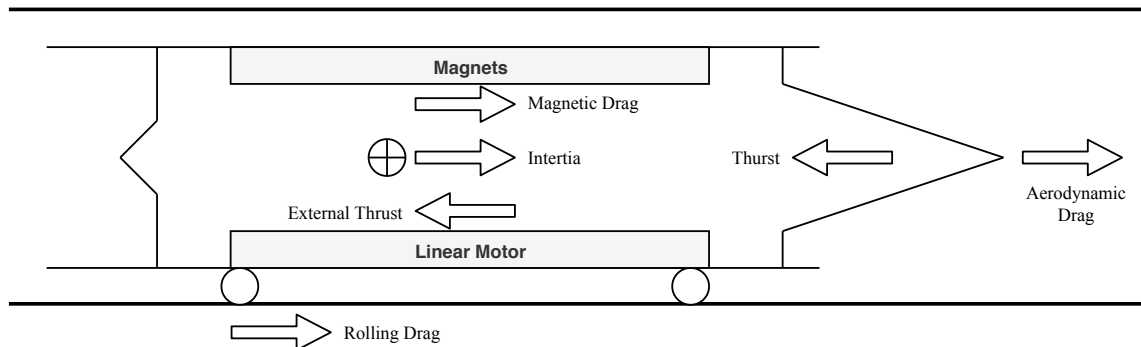 Magnets
Magnetic Drag
Intertia
Thurst
Aerodynamic
Drag
External Thrust
Linear Motor
Rolling Drag